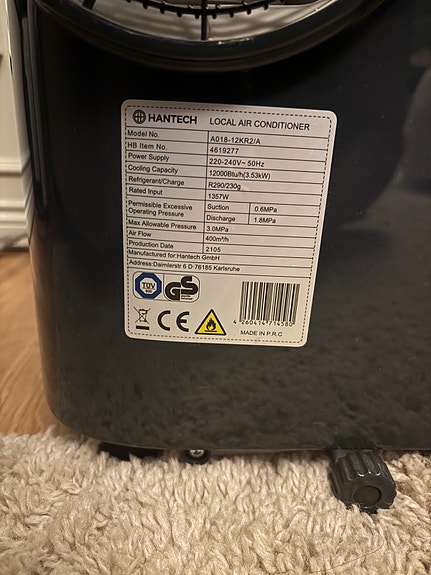 HANTECH LOCAL AIR CONDITIONER
Model No. A018-12KR2/A
HB Item No. 4619277
Power Supply 220-240V~ 50Hz
Cooling Capacity 12000Btu/h(3.53kW)
Refrigerant/Charge R290/230g
Rated Input 1357W
Permissible Excessive Operating Pressure Suction 0.6MPa
Discharge 1.8MPa
Max Allowable Pressure 3.0MPa
Air Flow 400m³/h
Production Date 2105
Manufactured for:Hantech GmbH
Address:Daimlerstr 6 D-76185 Karlsruhe
TÜV
GS
CE
4 260414 714580
MADE IN P.R.C